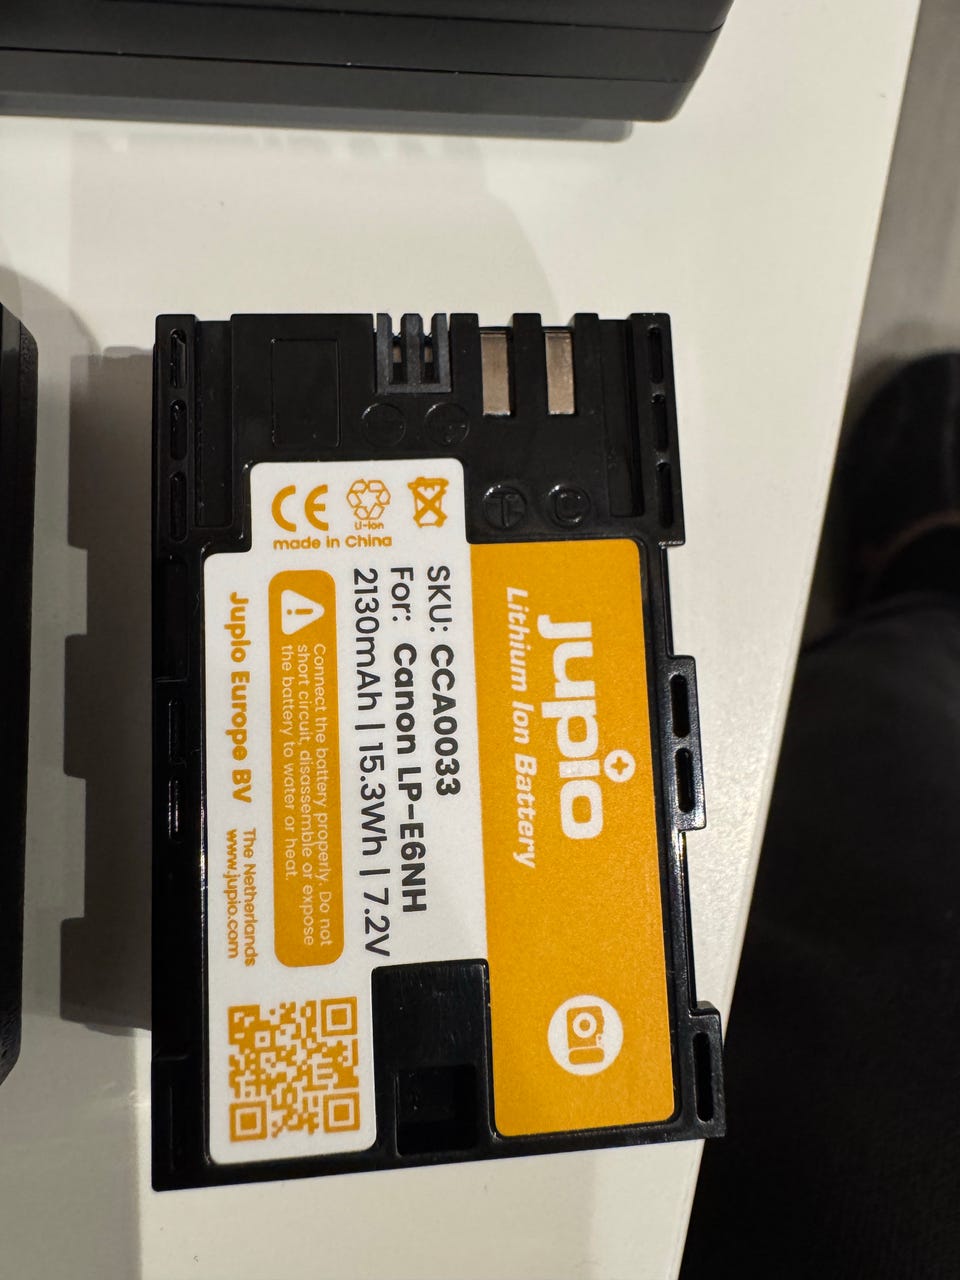 jupio
Lithium Ion Battery
SKU: CCA0033
For: Canon LP-E6NH
2130mAh | 15.3Wh | 7.2V
CE
Li-Ion
made in China
Connect the battery properly. Do not
short circuit, disassemble or expose
the battery to water or heat.
Jupio Europe BV
The Netherlands
www.jupio.com
T
D